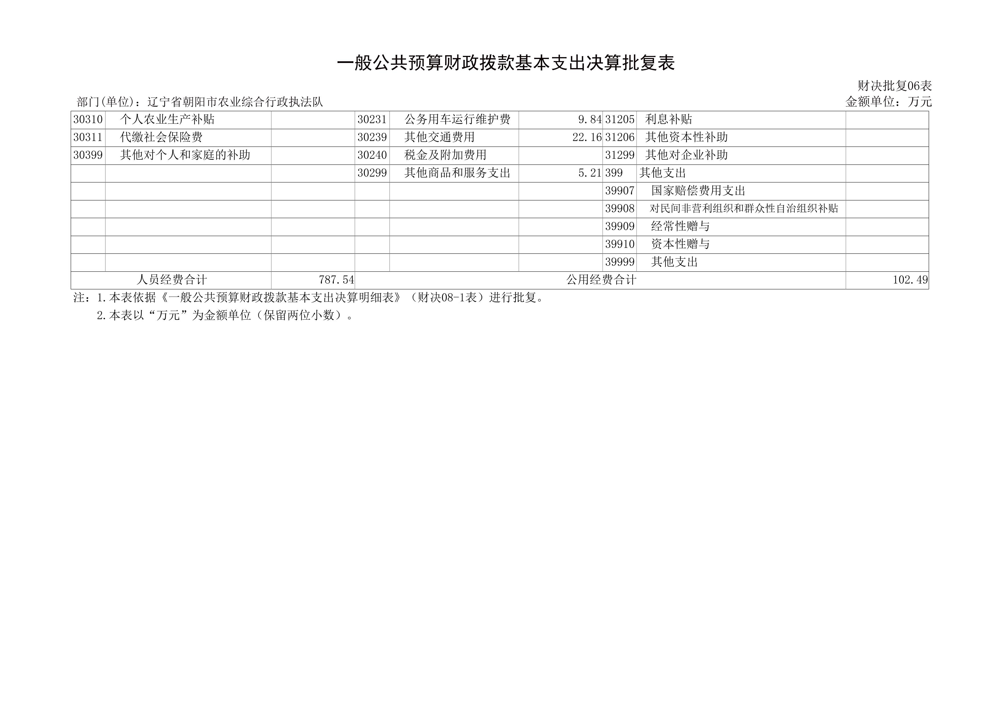 一般公共预算财政拨款基本支出决算批复表
财决批复06表
部门(单位)：辽宁省朝阳市农业综合行政执法队 金额单位：万元
30310 个人农业生产补贴 30231 公务用车运行维护费 9.84 31205 利息补贴
30311 代缴社会保险费 30239 其他交通费用 22.16 31206 其他资本性补助
30399 其他对个人和家庭的补助 30240 税金及附加费用 31299 其他对企业补助
30299 其他商品和服务支出 5.21 399 其他支出
39907 国家赔偿费用支出
39908 对民间非营利组织和群众性自治组织补贴
39909 经常性赠与
39910 资本性赠与
39999 其他支出
人员经费合计 787.54 公用经费合计 102.49
注：1.本表依据《一般公共预算财政拨款基本支出决算明细表》（财决08-1表）进行批复。
2.本表以“万元”为金额单位（保留两位小数）。